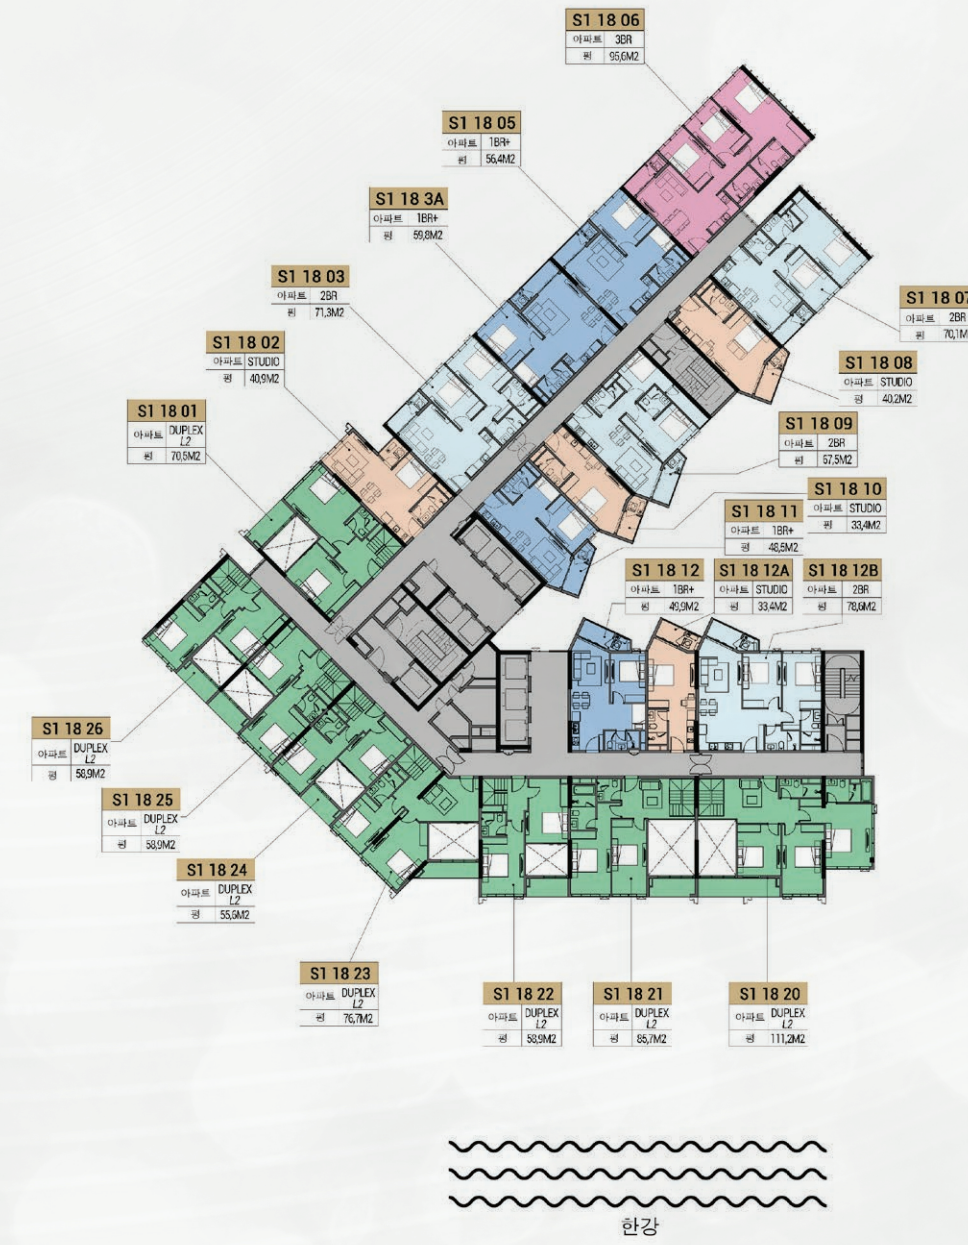 S1 18 06
아파트 3BR
평 95,6M2
S1 18 05
아파트 1BR+
평 56,4M2
S1 18 3A
아파트 1BR+
평 59,8M2
S1 18 03
아파트 2BR
평 71,3M2
S1 18 02
아파트 STUDIO
평 40,9M2
S1 18 01
아파트 DUPLEX
L2
평 70,5M2
S1 18 07
아파트 2BR
평 70,1M
S1 18 08
아파트 STUDIO
평 40,2M2
S1 18 09
아파트 2BR
평 67,5M2
S1 18 10
아파트 STUDIO
평 33,4M2
S1 18 11
아파트 1BR+
평 48,5M2
S1 18 12
아파트 1BR+
평 49,9M2
S1 18 12A
아파트 STUDIO
평 33,4M2
S1 18 12B
아파트 2BR
평 78,6M2
S1 18 26
아파트 DUPLEX
L2
평 58,9M2
S1 18 25
아파트 DUPLEX
L2
평 58,9M2
S1 18 24
아파트 DUPLEX
L2
평 55,6M2
S1 18 23
아파트 DUPLEX
L2
평 76,7M2
S1 18 22
아파트 DUPLEX
L2
평 58,9M2
S1 18 21
아파트 DUPLEX
L2
평 85,7M2
S1 18 20
아파트 DUPLEX
L2
평 111,2M2
한강